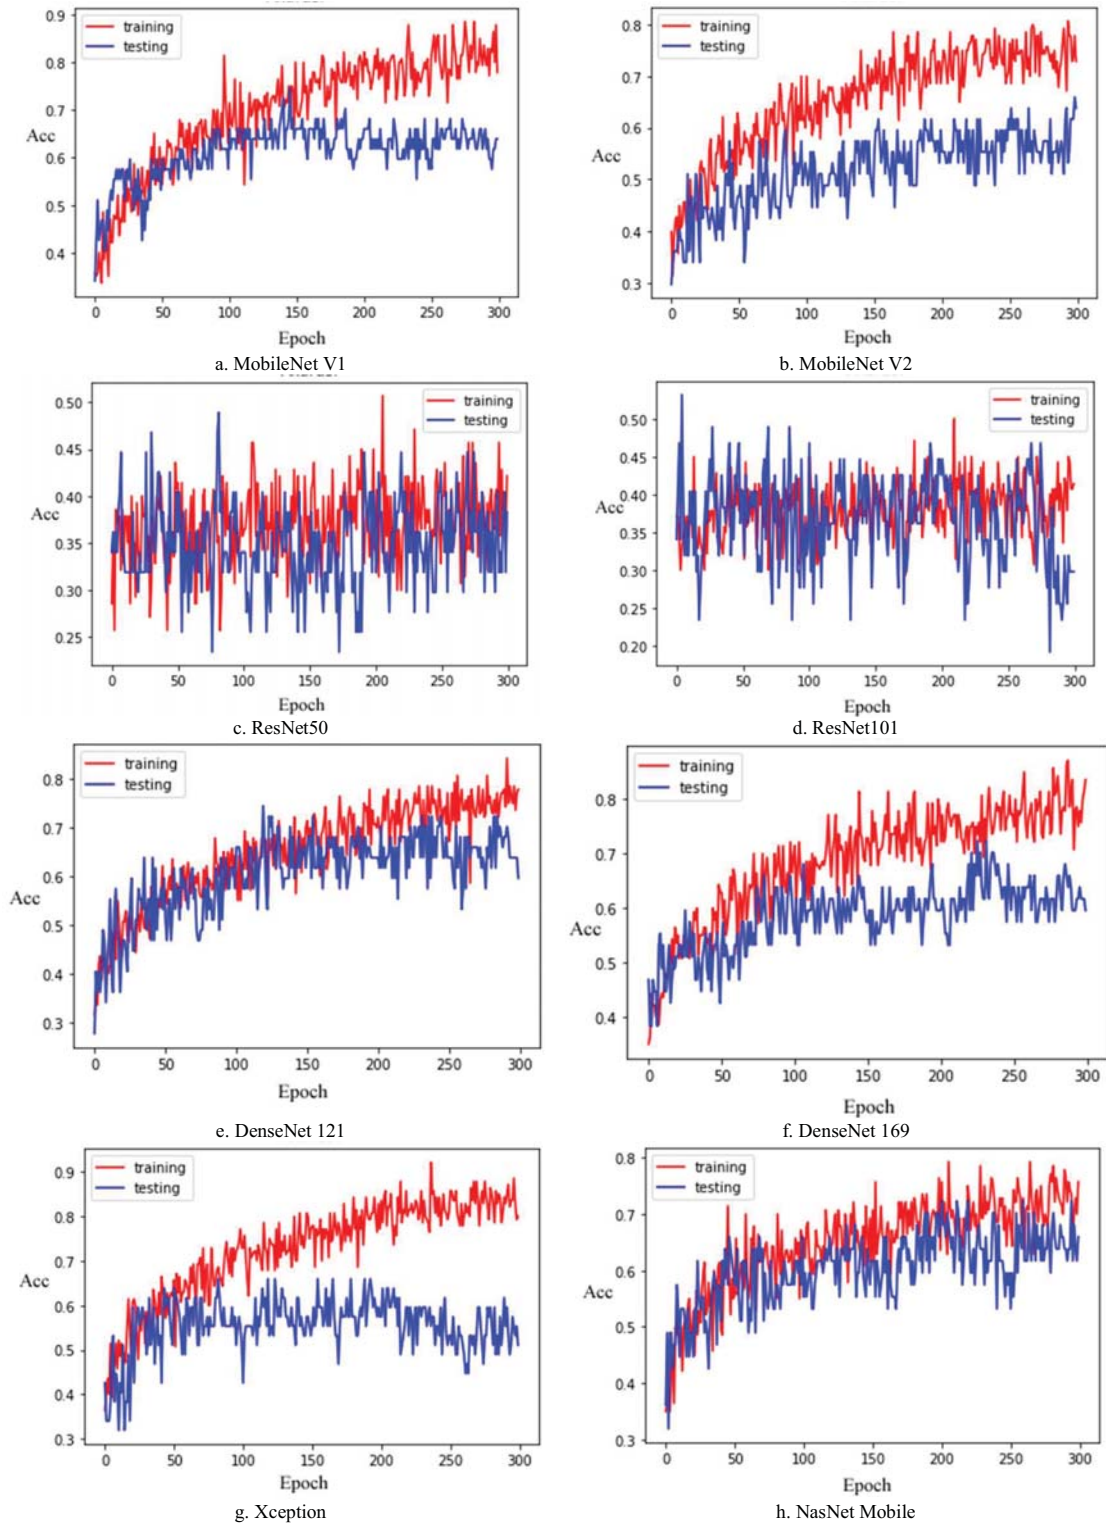 0.9
0.8
0.7
0.6
0.5
0.4
Acc
training
testing
0 50 100 150 200 250 300
Epoch
a. MobileNet V1
0.8
0.7
0.6
0.5
0.4
0.3
Acc
training
testing
0 50 100 150 200 250 300
Epoch
b. MobileNet V2
0.50
0.45
0.40
0.35
0.30
0.25
Acc
training
testing
0 50 100 150 200 250 300
Epoch
c. ResNet50
0.50
0.45
0.40
0.35
0.30
0.25
0.20
Acc
training
testing
0 50 100 150 200 250 300
Epoch
d. ResNet101
0.8
0.7
0.6
0.5
0.4
0.3
Acc
training
testing
0 50 100 150 200 250 300
Epoch
e. DenseNet 121
0.8
0.7
0.6
0.5
0.4
Acc
training
testing
0 50 100 150 200 250 300
Epoch
f. DenseNet 169
0.9
0.8
0.7
0.6
0.5
0.4
0.3
Acc
training
testing
0 50 100 150 200 250 300
Epoch
g. Xception
0.8
0.7
0.6
0.5
0.4
0.3
Acc
training
testing
0 50 100 150 200 250 300
Epoch
h. NasNet Mobile